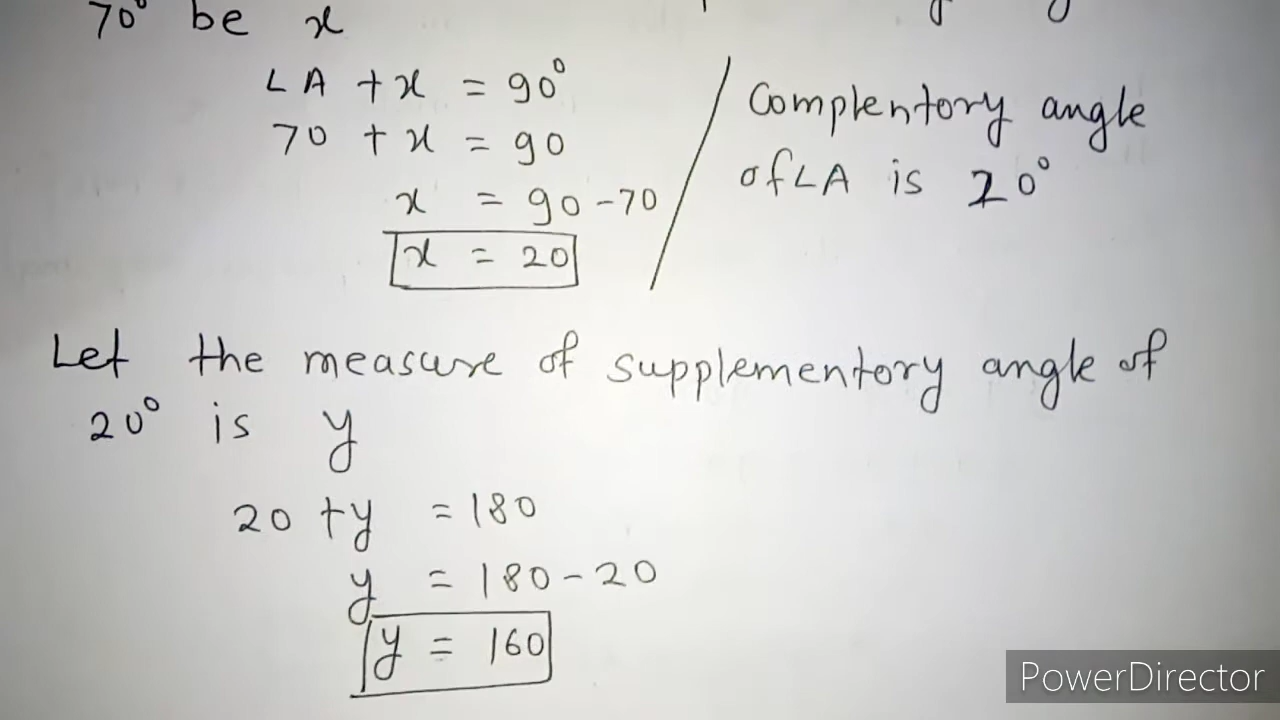 70° be x
∠A + x = 90°
70 + x = 90
x = 90 - 70
x = 20
Complentory angle
of ∠A is 20°
Let the measure of supplementory angle of
20° is y
20 + y = 180
y = 180 - 20
y = 160
PowerDirector